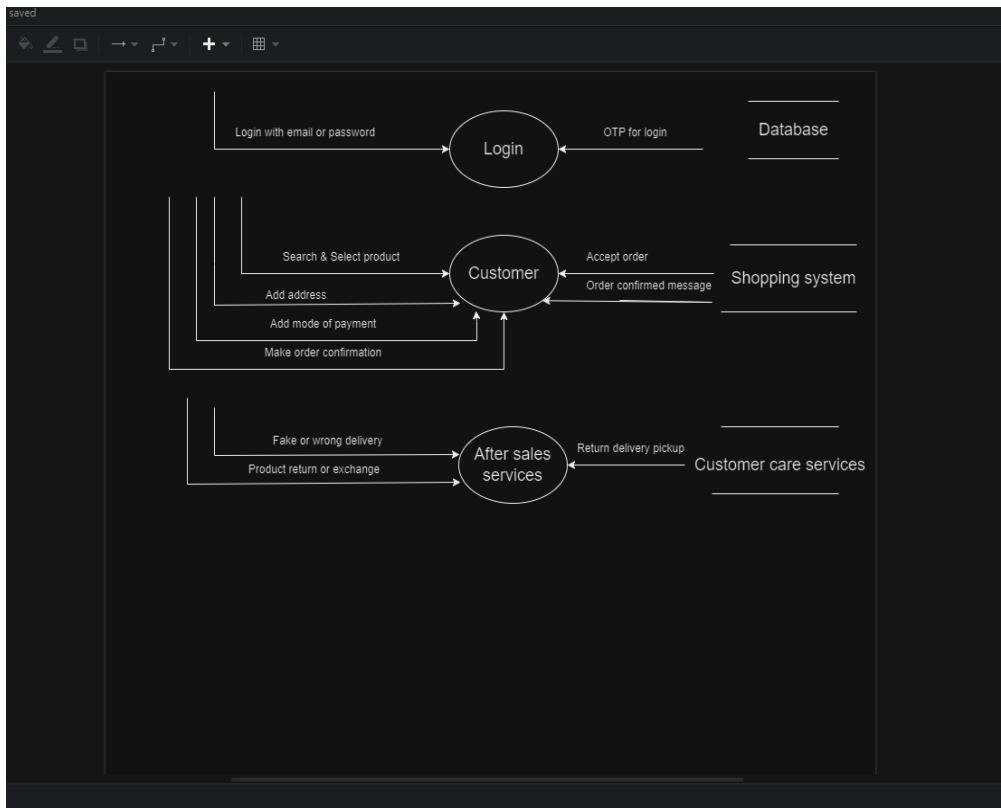 saved
Login with email or password
Login
OTP for login
Database
Search & Select product
Customer
Accept order
Shopping system
Order confirmed message
Add address
Add mode of payment
Make order confirmation
Fake or wrong delivery
After sales
services
Return delivery pickup
Customer care services
Product return or exchange